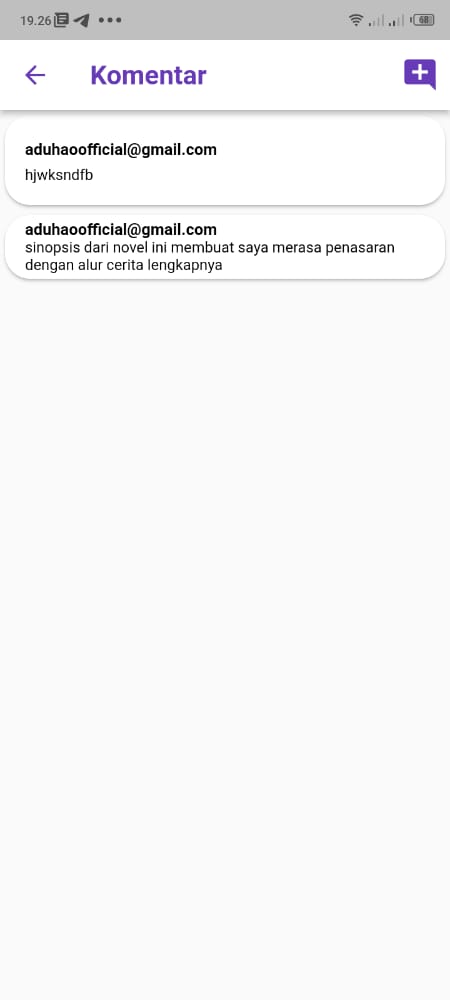 19.26
68
Komentar
aduhaoofficial@gmail.com
hjwksndfb
aduhaoofficial@gmail.com
sinopsis dari novel ini membuat saya merasa penasaran
dengan alur cerita lengkapnya